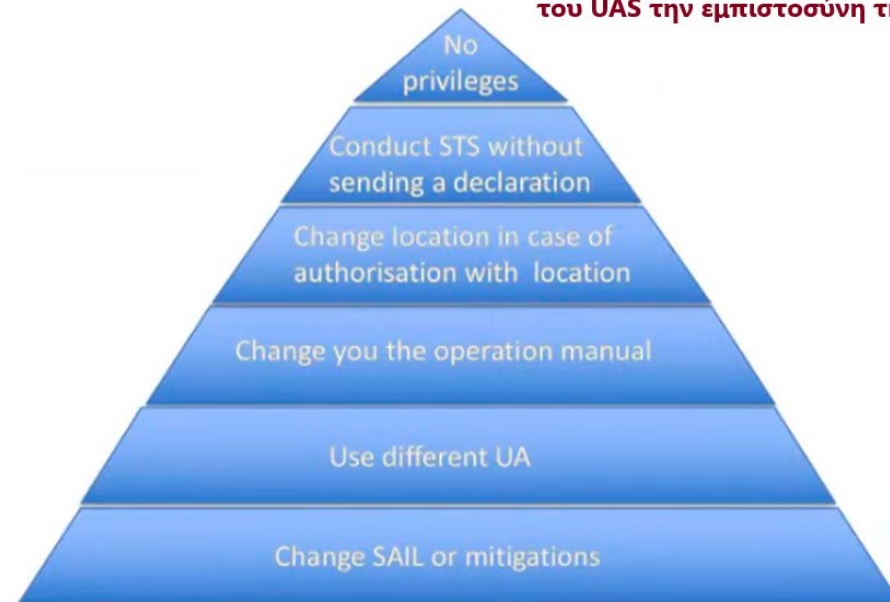 του UAS την εμπιστοσύνη
No
privileges
Conduct STS without
sending a declaration
Change location in case of
authorisation with location
Change you the operation manual
Use different UA
Change SAIL or mitigations